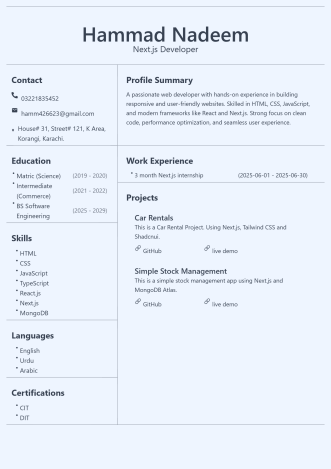 Hammad Nadeem
Next.js Developer
Contact
03221835452
hamm426623@gmail.com
House# 31, Street# 121, K Area,
Korangi, Karachi.
Education
Matric (Science) (2019 - 2020)
Intermediate
(Commerce) (2021 - 2022)
BS Software
Engineering (2025 - 2029)
Skills
HTML
CSS
JavaScript
TypeScript
React.js
Next.js
MongoDB
Languages
English
Urdu
Arabic
Certifications
CIT
DIT
Profile Summary
A passionate web developer with hands-on experience in building
responsive and user-friendly websites. Skilled in HTML, CSS, JavaScript,
and modern frameworks like React and Next.js. Strong focus on clean
code, performance optimization, and seamless user experience.
Work Experience
3 month Next.js internship (2025-06-01 - 2025-06-30)
Projects
Car Rentals
This is a Car Rental Project. Using Next.js, Tailwind CSS and
Shadcnui.
GitHub live demo
Simple Stock Management
This is a simple stock management app using Next.js and
MongoDB Atlas.
GitHub live demo